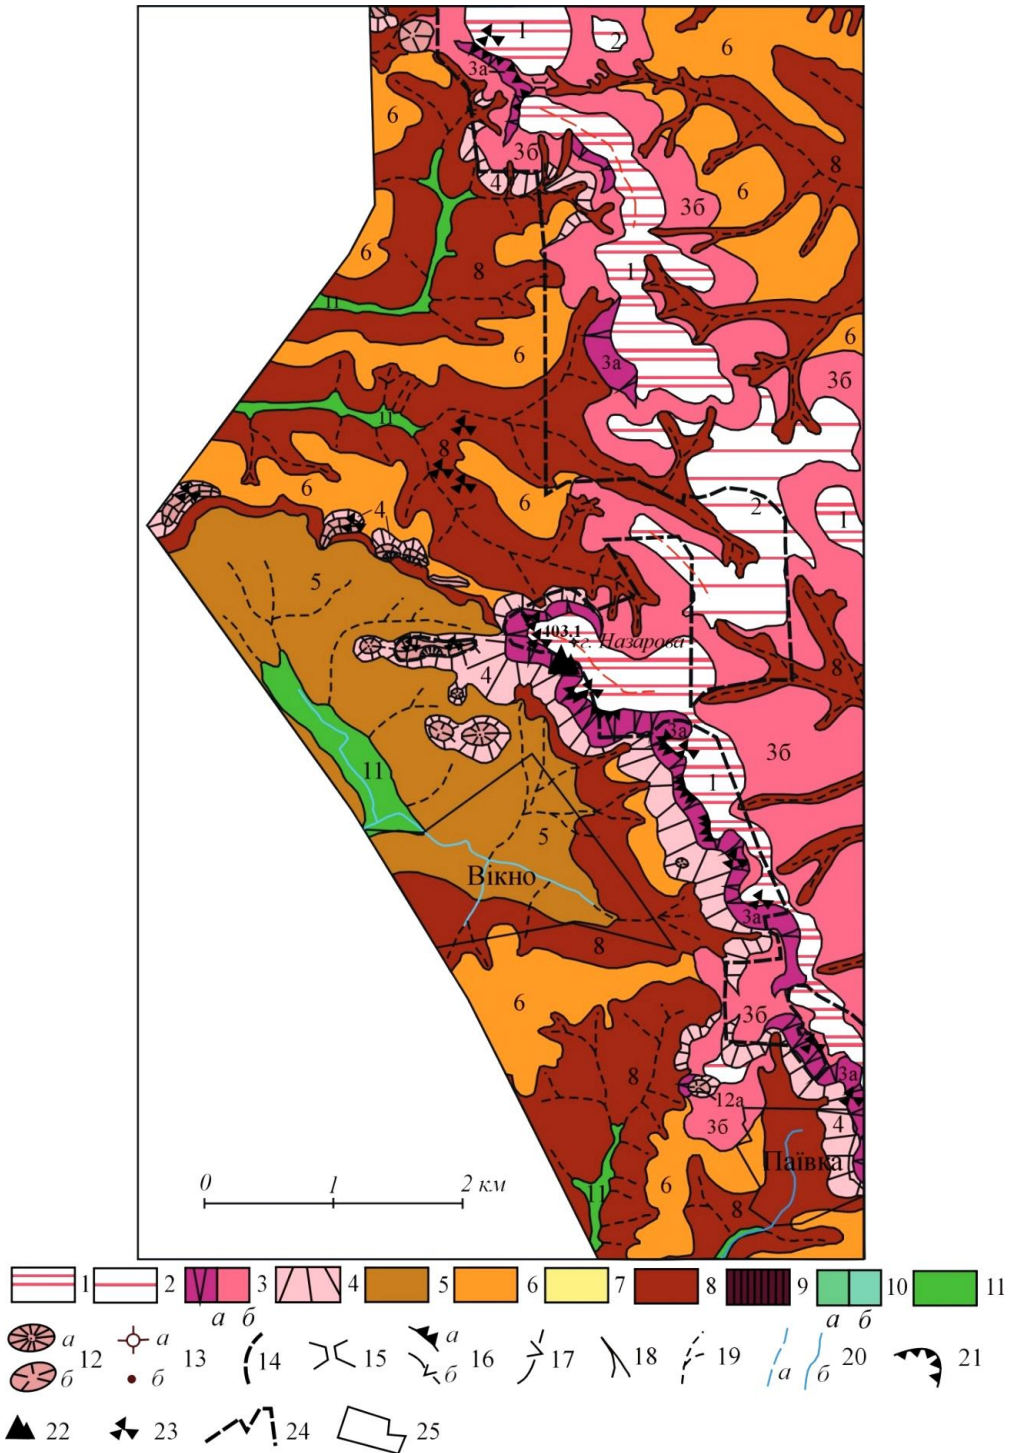 1
2
6
3а
6
3б
8
4
6
3б
6
8
1
11
6
6
3а
3б
11
8
6
6
4
2
1
5
403.1
г. Назарова
4
8
3а
3б
11
1
5
Вікно
3а
8
6
3б
8
3а
12а
3б
4
Паївка
0 1 2 км
11
6
8
1 2 3 4 5 6 7 8 9 10 11
а б а б
а а а
12 13 14 15 16 17 18 19 20 21
б б а б
22 23 24 25